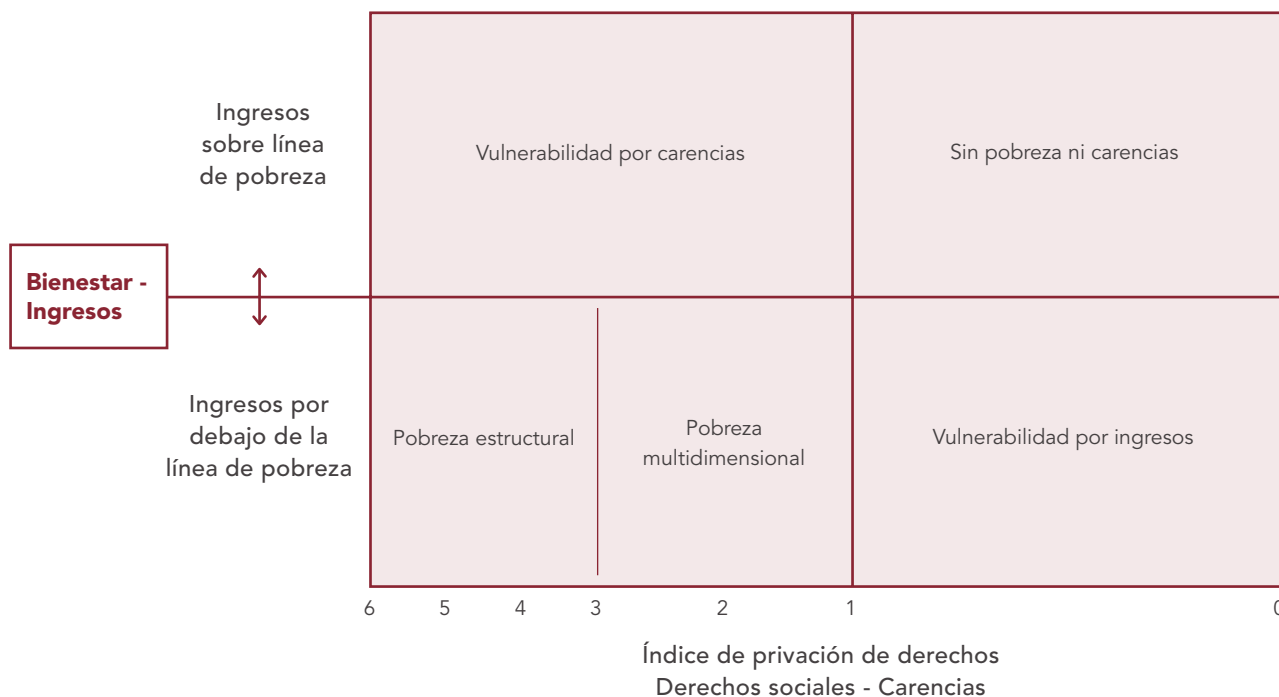 Ingresos
sobre línea
de pobreza
Vulnerabilidad por carencias
Sin pobreza ni carencias
Bienestar -
Ingresos
Ingresos por
debajo de la
línea de pobreza
Pobreza estructural
Pobreza
multidimensional
Vulnerabilidad por ingresos
6 5 4 3 2 1 0
Índice de privación de derechos
Derechos sociales - Carencias